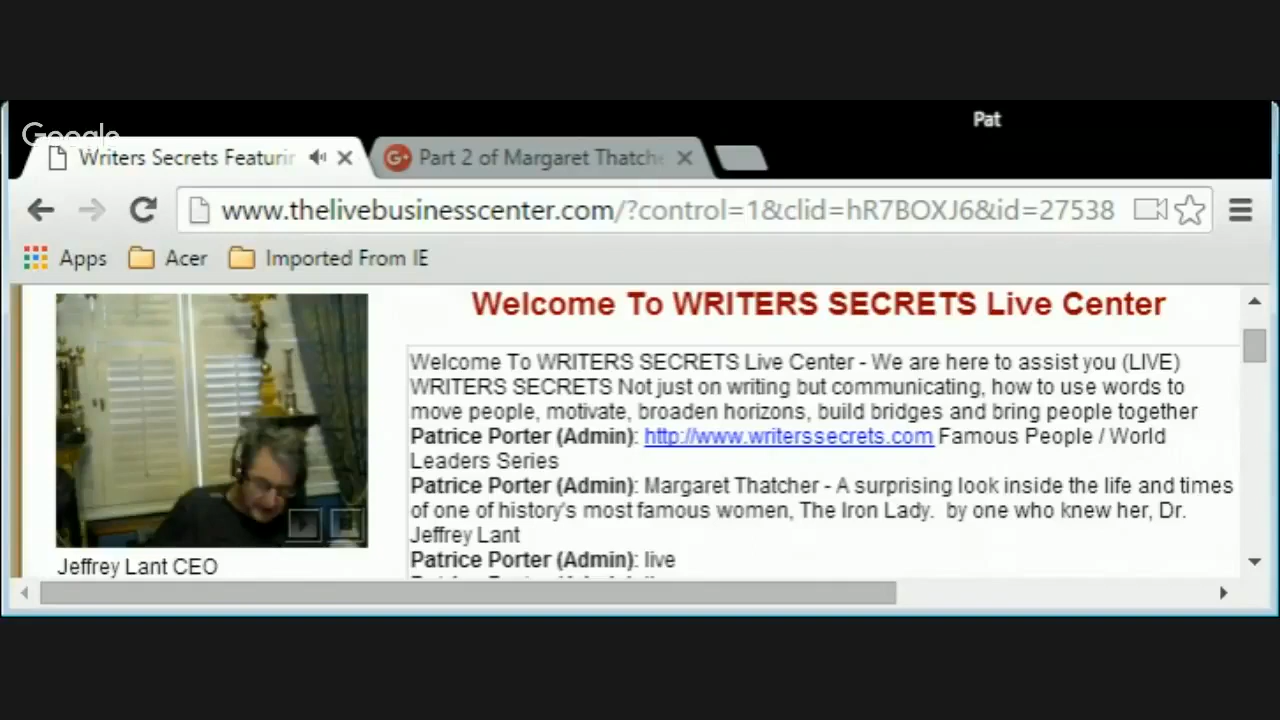 Pat
Google
Writers Secrets Featurin
Part 2 of Margaret Thatche
www.thelivebusinesscenter.com/?control=1&clid=hR7BOXJ6&id=27538
Apps Acer Imported From IE
Welcome To WRITERS SECRETS Live Center
Welcome To WRITERS SECRETS Live Center - We are here to assist you (LIVE)
WRITERS SECRETS Not just on writing but communicating, how to use words to
move people, motivate, broaden horizons, build bridges and bring people together
Patrice Porter (Admin): http://www.writerssecrets.com Famous People / World
Leaders Series
Patrice Porter (Admin): Margaret Thatcher - A surprising look inside the life and times
of one of history's most famous women, The Iron Lady. by one who knew her, Dr.
Jeffrey Lant
Patrice Porter (Admin): live
Jeffrey Lant CEO